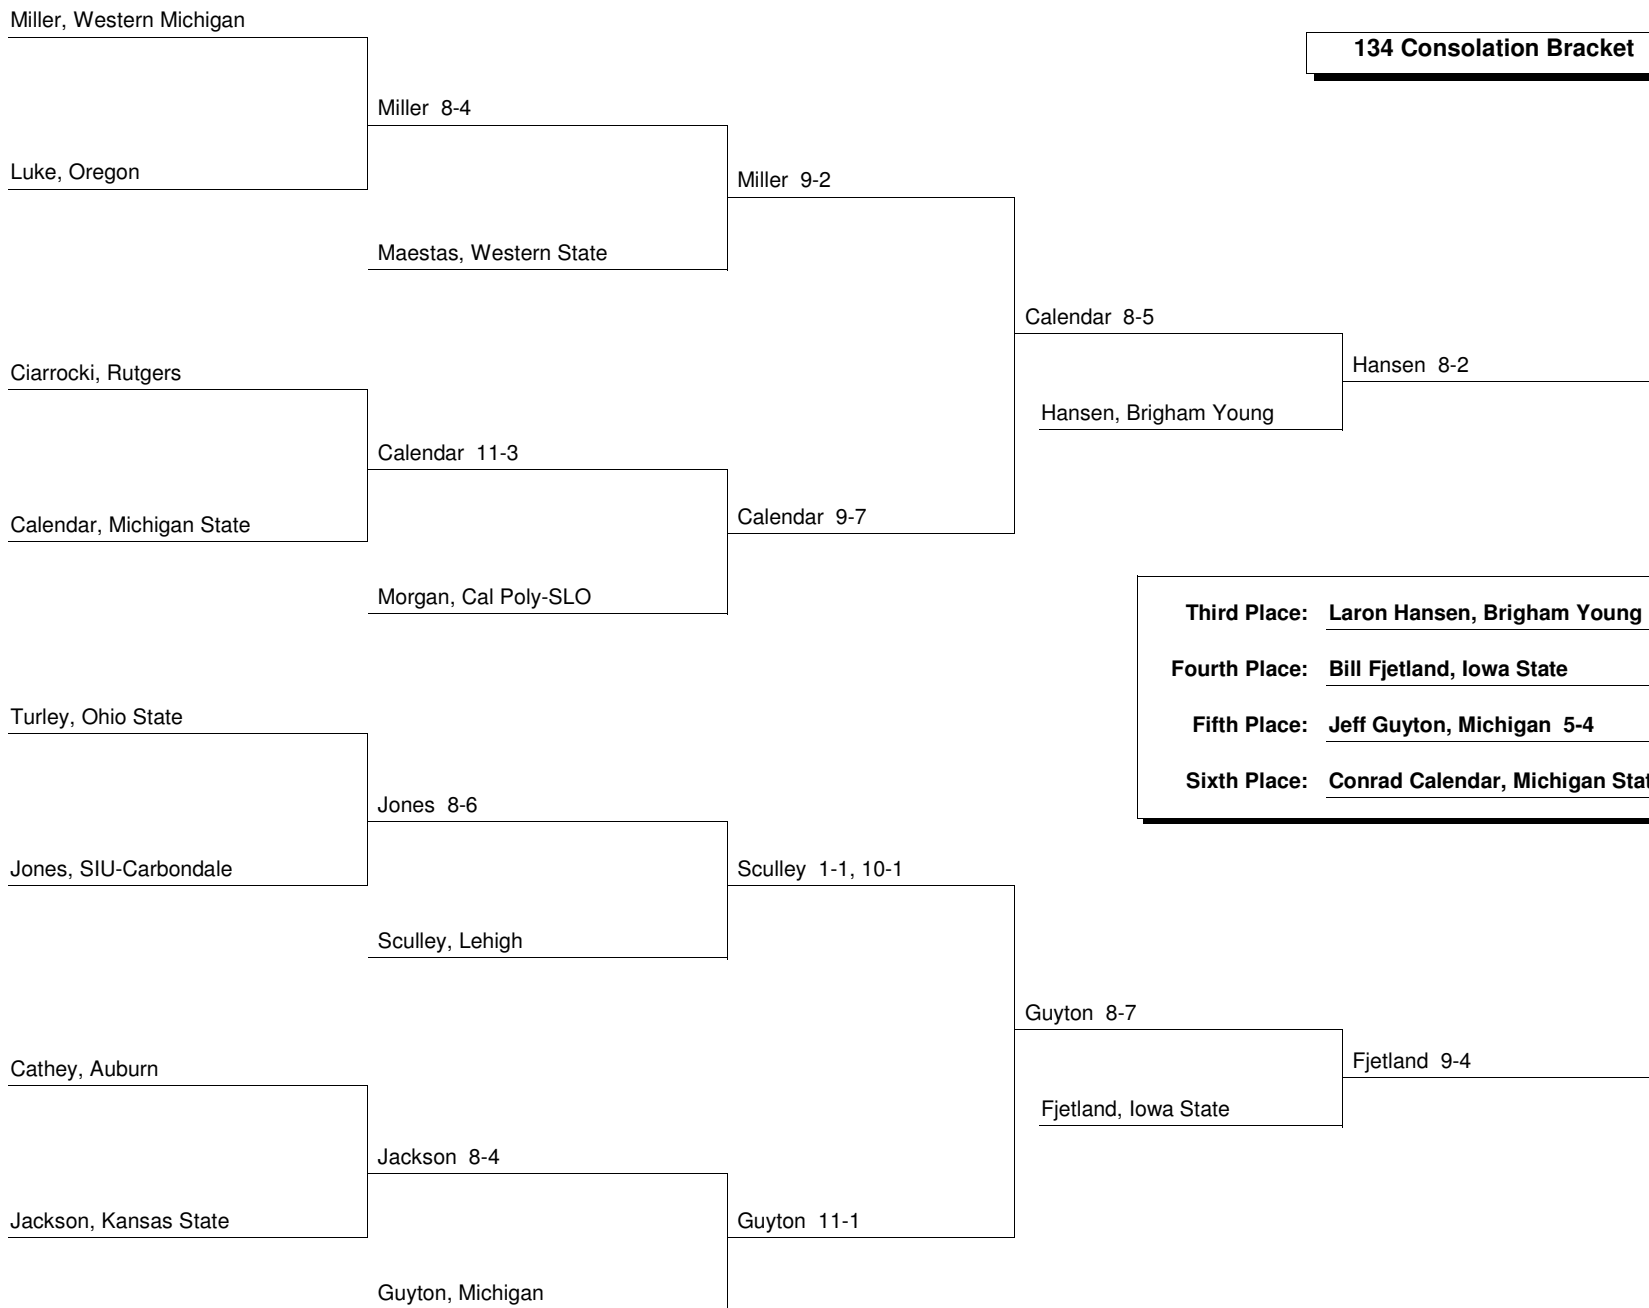 Miller, Western Michigan
134 Consolation Bracket
Miller 8-4
Luke, Oregon
Miller 9-2
Maestas, Western State
Calendar 8-5
Ciarrocki, Rutgers
Hansen 8-2
Hansen, Brigham Young
Calendar 11-3
Calendar, Michigan State
Calendar 9-7
Morgan, Cal Poly-SLO
Third Place: Laron Hansen, Brigham Young
Fourth Place: Bill Fjetland, Iowa State
Turley, Ohio State
Fifth Place: Jeff Guyton, Michigan 5-4
Sixth Place: Conrad Calendar, Michigan Stat
Jones 8-6
Jones, SIU-Carbondale
Sculley 1-1, 10-1
Sculley, Lehigh
Guyton 8-7
Cathey, Auburn
Fjetland 9-4
Fjetland, Iowa State
Jackson 8-4
Jackson, Kansas State
Guyton 11-1
Guyton, Michigan